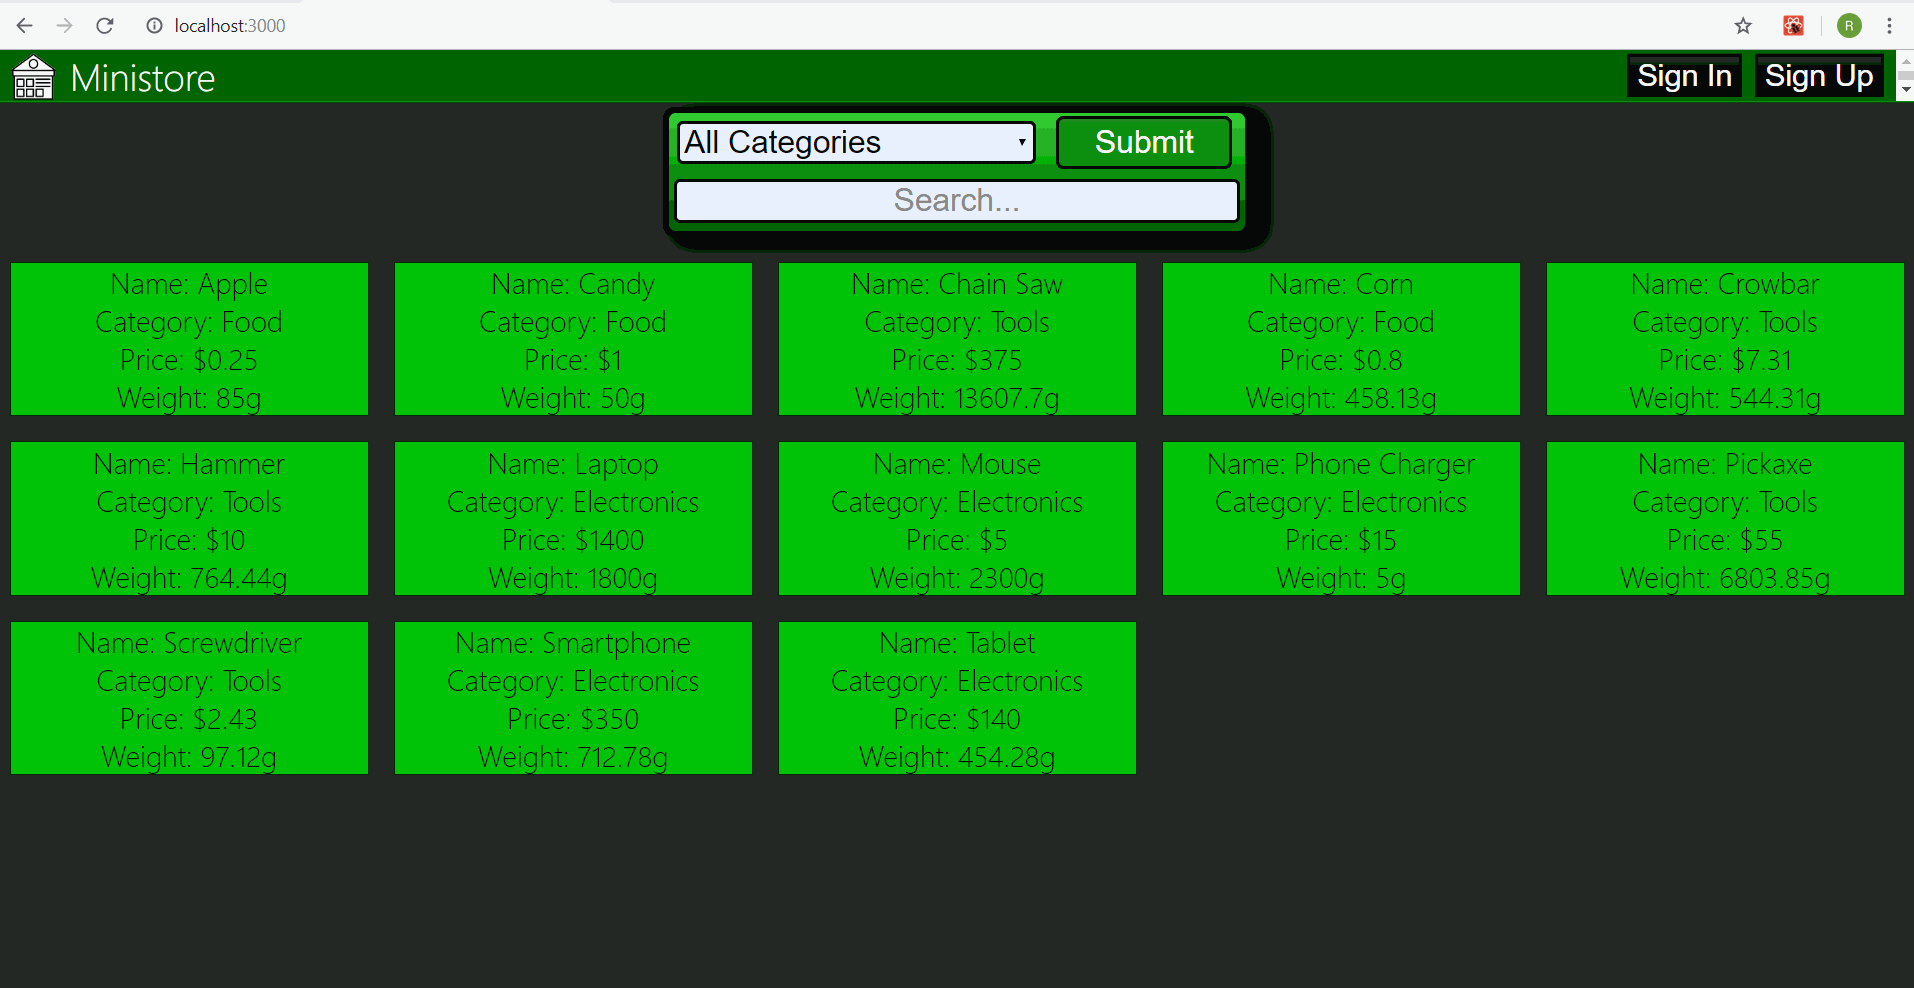 localhost:3000
R
Ministore
Sign In
Sign Up
All Categories
Submit
Search...
Name: Apple
Category: Food
Price: $0.25
Weight: 85g
Name: Candy
Category: Food
Price: $1
Weight: 50g
Name: Chain Saw
Category: Tools
Price: $375
Weight: 13607.7g
Name: Corn
Category: Food
Price: $0.8
Weight: 458.13g
Name: Crowbar
Category: Tools
Price: $7.31
Weight: 544.31g
Name: Hammer
Category: Tools
Price: $10
Weight: 764.44g
Name: Laptop
Category: Electronics
Price: $1400
Weight: 1800g
Name: Mouse
Category: Electronics
Price: $5
Weight: 2300g
Name: Phone Charger
Category: Electronics
Price: $15
Weight: 5g
Name: Pickaxe
Category: Tools
Price: $55
Weight: 6803.85g
Name: Screwdriver
Category: Tools
Price: $2.43
Weight: 97.12g
Name: Smartphone
Category: Electronics
Price: $350
Weight: 712.78g
Name: Tablet
Category: Electronics
Price: $140
Weight: 454.28g